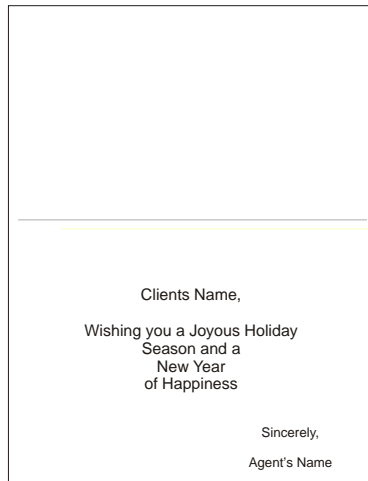 Clients Name,
Wishing you a Joyous Holiday
Season and a
New Year
of Happiness
Sincerely,
Agent's Name